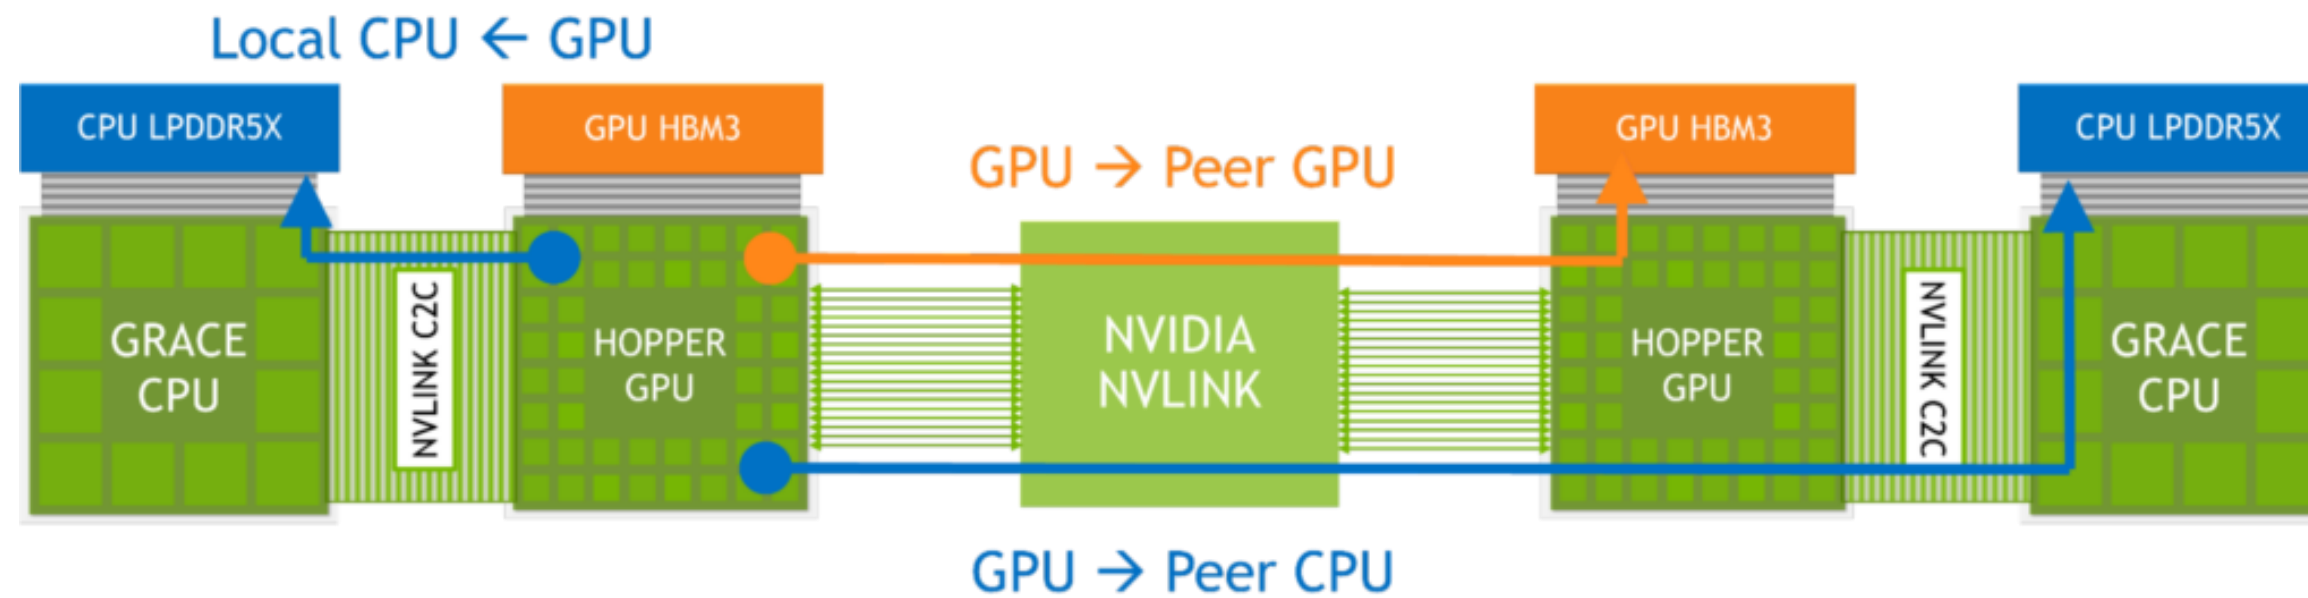 Local CPU ← GPU
CPU LPDDR5X
GPU HBM3
GPU → Peer GPU
GPU HBM3
CPU LPDDR5X
GRACE
CPU
NVLINK C2C
HOPPER
GPU
NVIDIA
NVLINK
HOPPER
GPU
NVLINK C2C
GRACE
CPU
GPU → Peer CPU